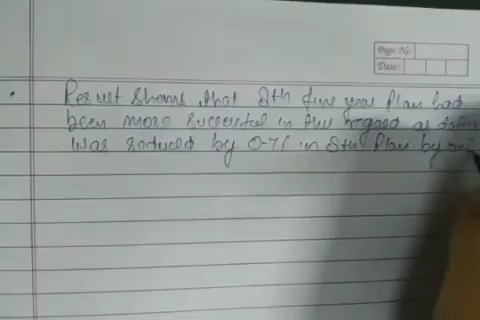 Page No
Date:
Result shows that 8th five year plan had
been more successful in this regard as
was reduced by 0.71 in 8th Plan by